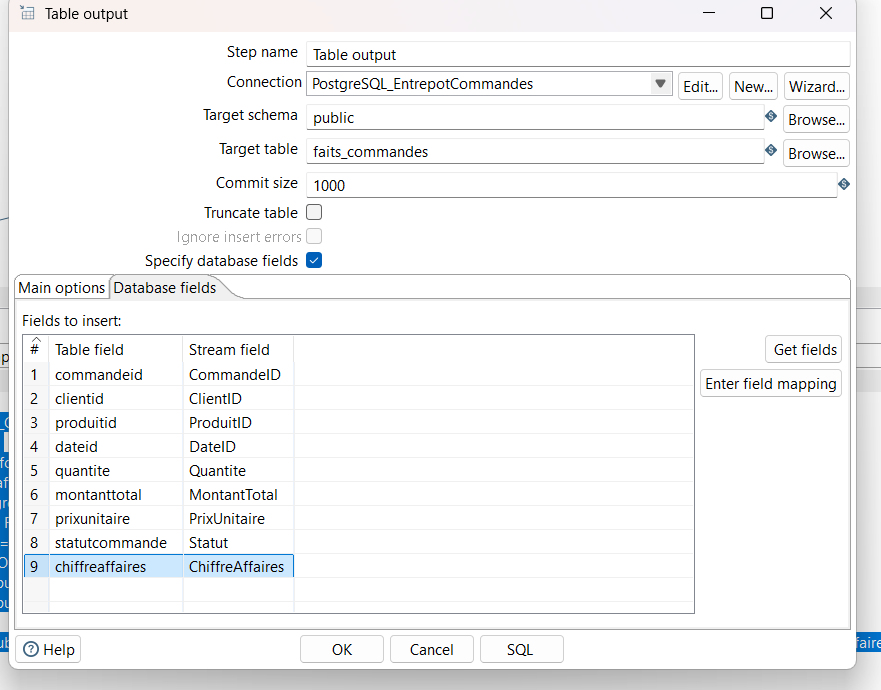 Table output
Step name Table output
Connection PostgreSQL_EntrepotCommandes Edit... New... Wizard...
Target schema public Browse...
Target table faits_commandes Browse...
Commit size 1000
Truncate table
Ignore insert errors
Specify database fields
Main options Database fields
Fields to insert:
# Table field Stream field Get fields
1 commandeid CommandeID
Enter field mapping
2 clientid ClientID
3 produitid ProduitID
4 dateid DateID
5 quantite Quantite
6 montanttotal MontantTotal
7 prixunitaire PrixUnitaire
8 statutcommande Statut
9 chiffreaffaires ChiffreAffaires
Help OK Cancel SQL